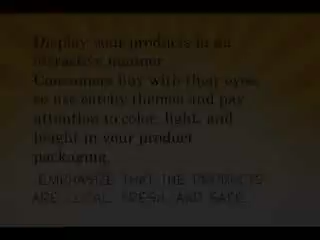 Display your products in an
attractive manner
Consumers buy with their eyes,
so use catchy themes and pay
attention to color, light, and
height in your product
packaging.
EMPHASIZE THAT THE PRODUCTS
ARE LOCAL, FRESH, AND SAFE.